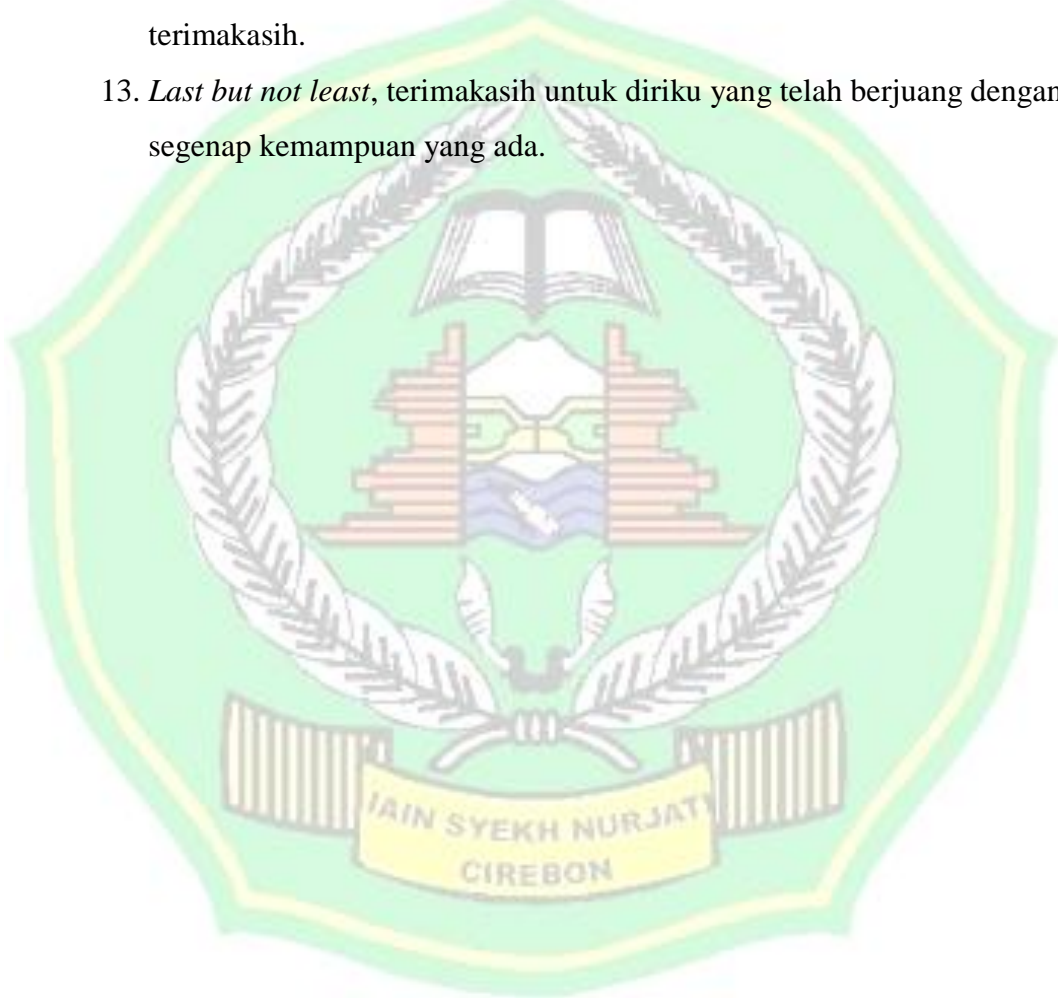 terimakasih.
13. Last but not least, terimakasih untuk diriku yang telah berjuang dengan
segenap kemampuan yang ada.
IAIN SYEKH NURJATI
CIREBON